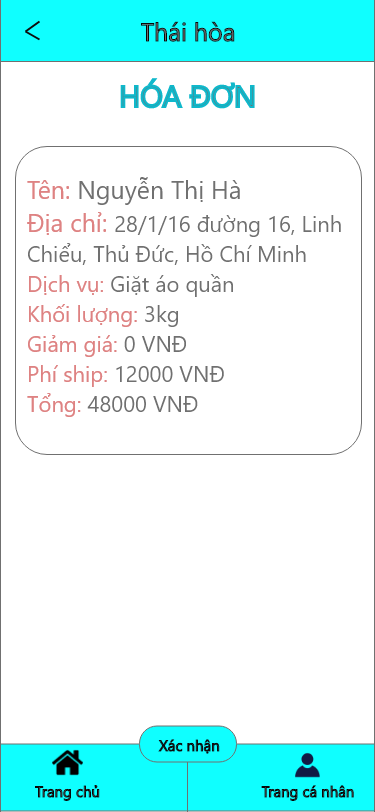 Thái hòa
HÓA ĐƠN
Tên: Nguyễn Thị Hà
Địa chỉ: 28/1/16 đường 16, Linh
Chiểu, Thủ Đức, Hồ Chí Minh
Dịch vụ: Giặt áo quần
Khối lượng: 3kg
Giảm giá: 0 VNĐ
Phí ship: 12000 VNĐ
Tổng: 48000 VNĐ
Xác nhận
Trang chủ
Trang cá nhân